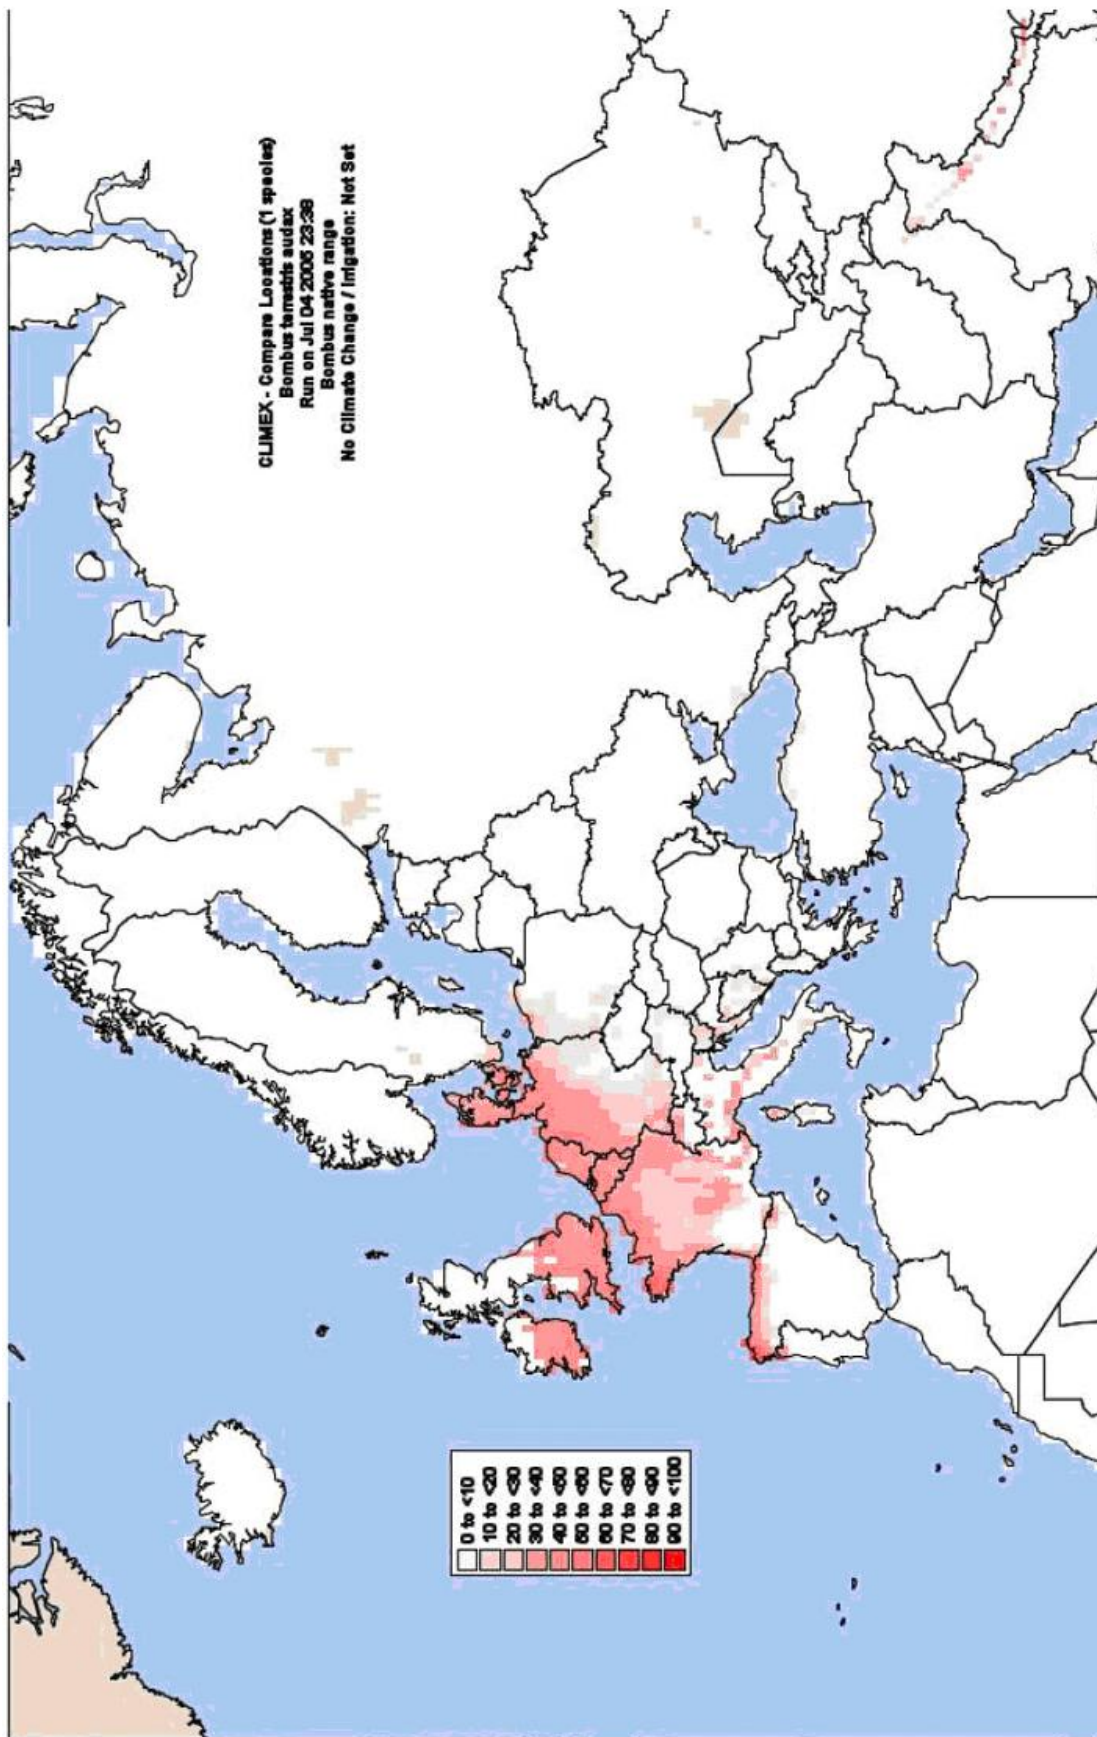 CLIMEX - Compare Locations (1 species)
Bombus terrestris audax
Run on Jul 04 2005 23:38
Bombus native range
No Climate Change / Irrigation: Not Set
0 to <10
10 to <20
20 to <30
30 to <40
40 to <50
50 to <60
60 to <70
70 to <80
80 to <90
90 to <100